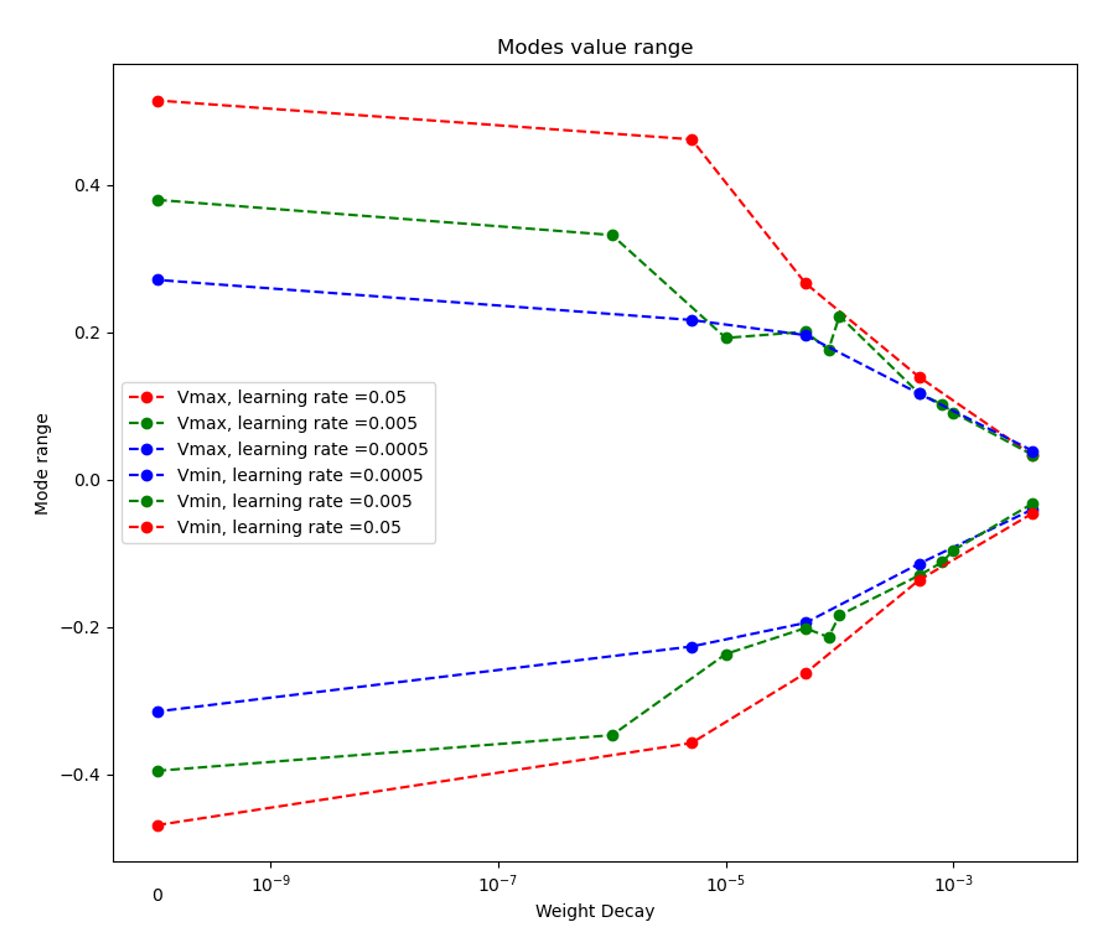 Modes value range
Mode range
0.4
0.2
0.0
−0.2
−0.4
Vmax, learning rate =0.05
Vmax, learning rate =0.005
Vmax, learning rate =0.0005
Vmin, learning rate =0.0005
Vmin, learning rate =0.005
Vmin, learning rate =0.05
0 10⁻⁹ 10⁻⁷ 10⁻⁵ 10⁻³
Weight Decay